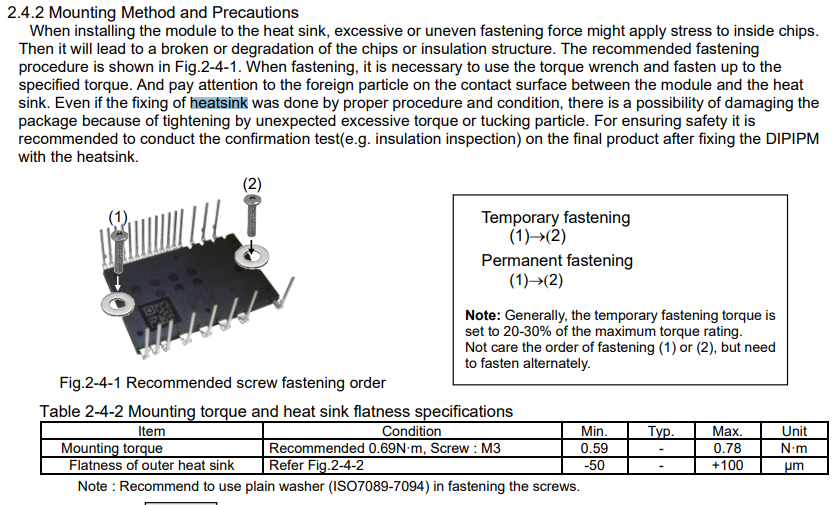 2.4.2 Mounting Method and Precautions
When installing the module to the heat sink, excessive or uneven fastening force might apply stress to inside chips.
Then it will lead to a broken or degradation of the chips or insulation structure. The recommended fastening
procedure is shown in Fig.2-4-1. When fastening, it is necessary to use the torque wrench and fasten up to the
specified torque. And pay attention to the foreign particle on the contact surface between the module and the heat
sink. Even if the fixing of heatsink was done by proper procedure and condition, there is a possibility of damaging the
package because of tightening by unexpected excessive torque or tucking particle. For ensuring safety it is
recommended to conduct the confirmation test(e.g. insulation inspection) on the final product after fixing the DIPIPM
with the heatsink.
(2)
(1)
Temporary fastening
(1)→(2)
Permanent fastening
(1)→(2)
Note: Generally, the temporary fastening torque is
set to 20-30% of the maximum torque rating.
Not care the order of fastening (1) or (2), but need
to fasten alternately.
Fig.2-4-1 Recommended screw fastening order
Table 2-4-2 Mounting torque and heat sink flatness specifications
Item Condition Min. Typ. Max. Unit
Mounting torque Recommended 0.69N·m, Screw : M3 0.59 - 0.78 N·m
Flatness of outer heat sink Refer Fig.2-4-2 -50 - +100 μm
Note : Recommend to use plain washer (ISO7089-7094) in fastening the screws.